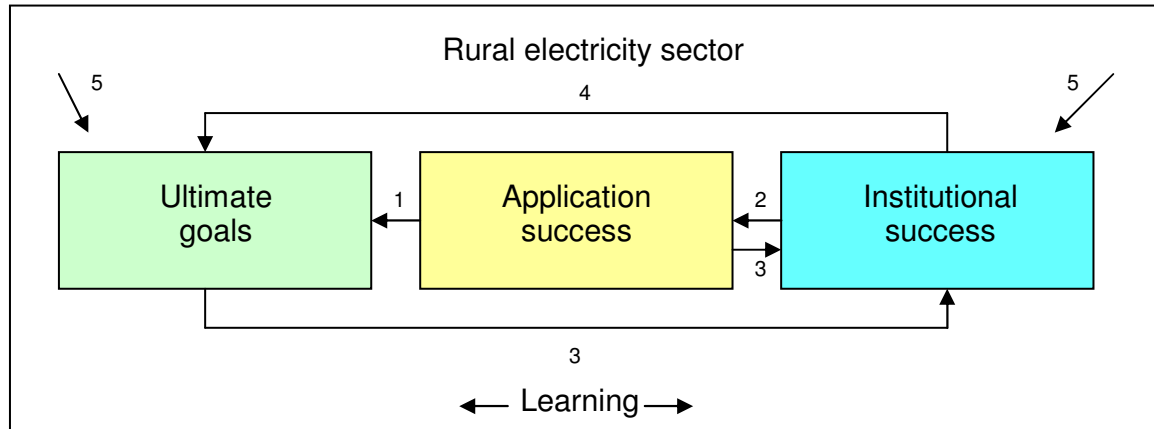 Rural electricity sector
5
5
4
Ultimate
goals
1
Application
success
2
3
Institutional
success
3
Learning